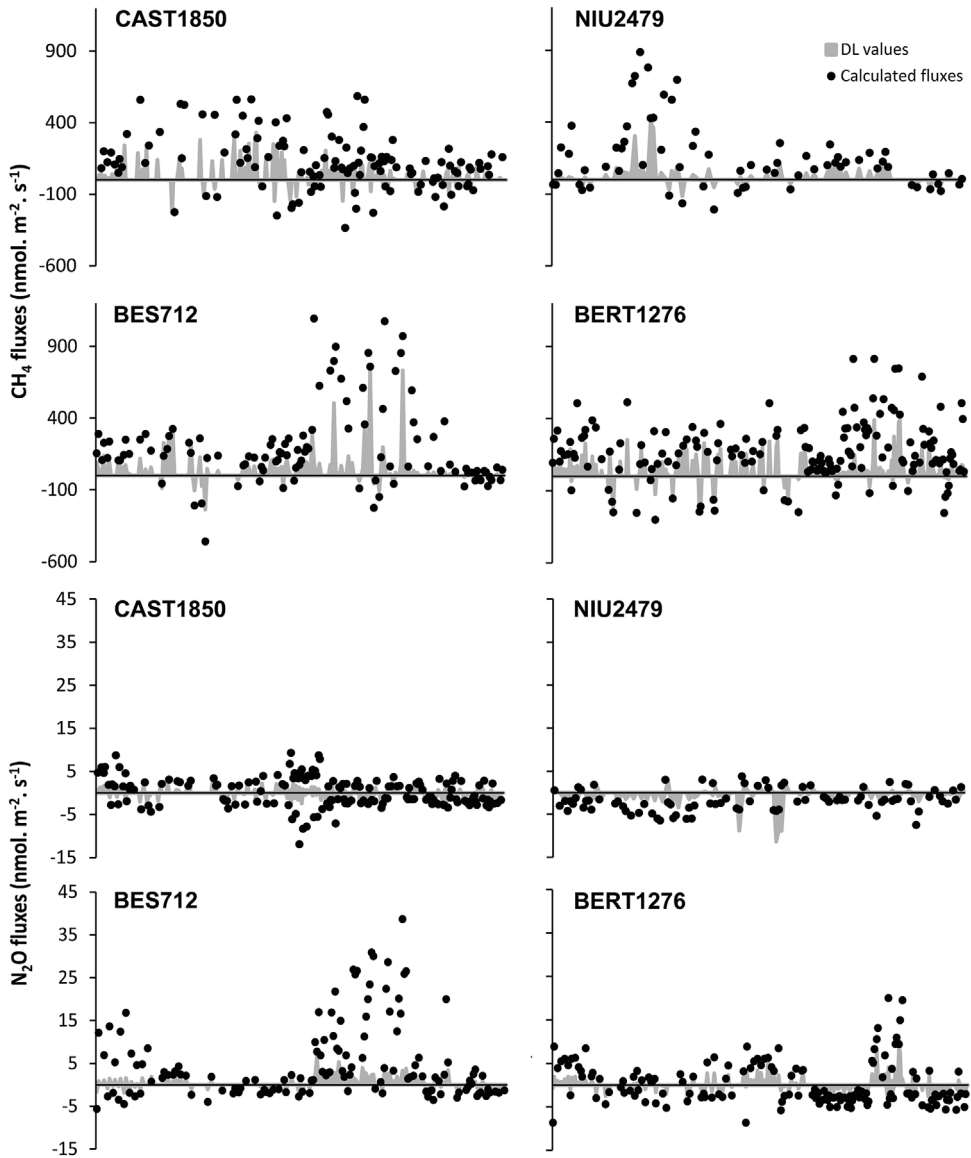 CAST1850
NIU2479
DL values
Calculated fluxes
900
400
-100
-600
CH4 fluxes (nmol. m-2. s-1)
BES712
BERT1276
900
400
-100
-600
CAST1850
NIU2479
45
35
25
15
5
-5
-15
N2O fluxes (nmol. m-2. s-1)
BES712
BERT1276
45
35
25
15
5
-5
-15